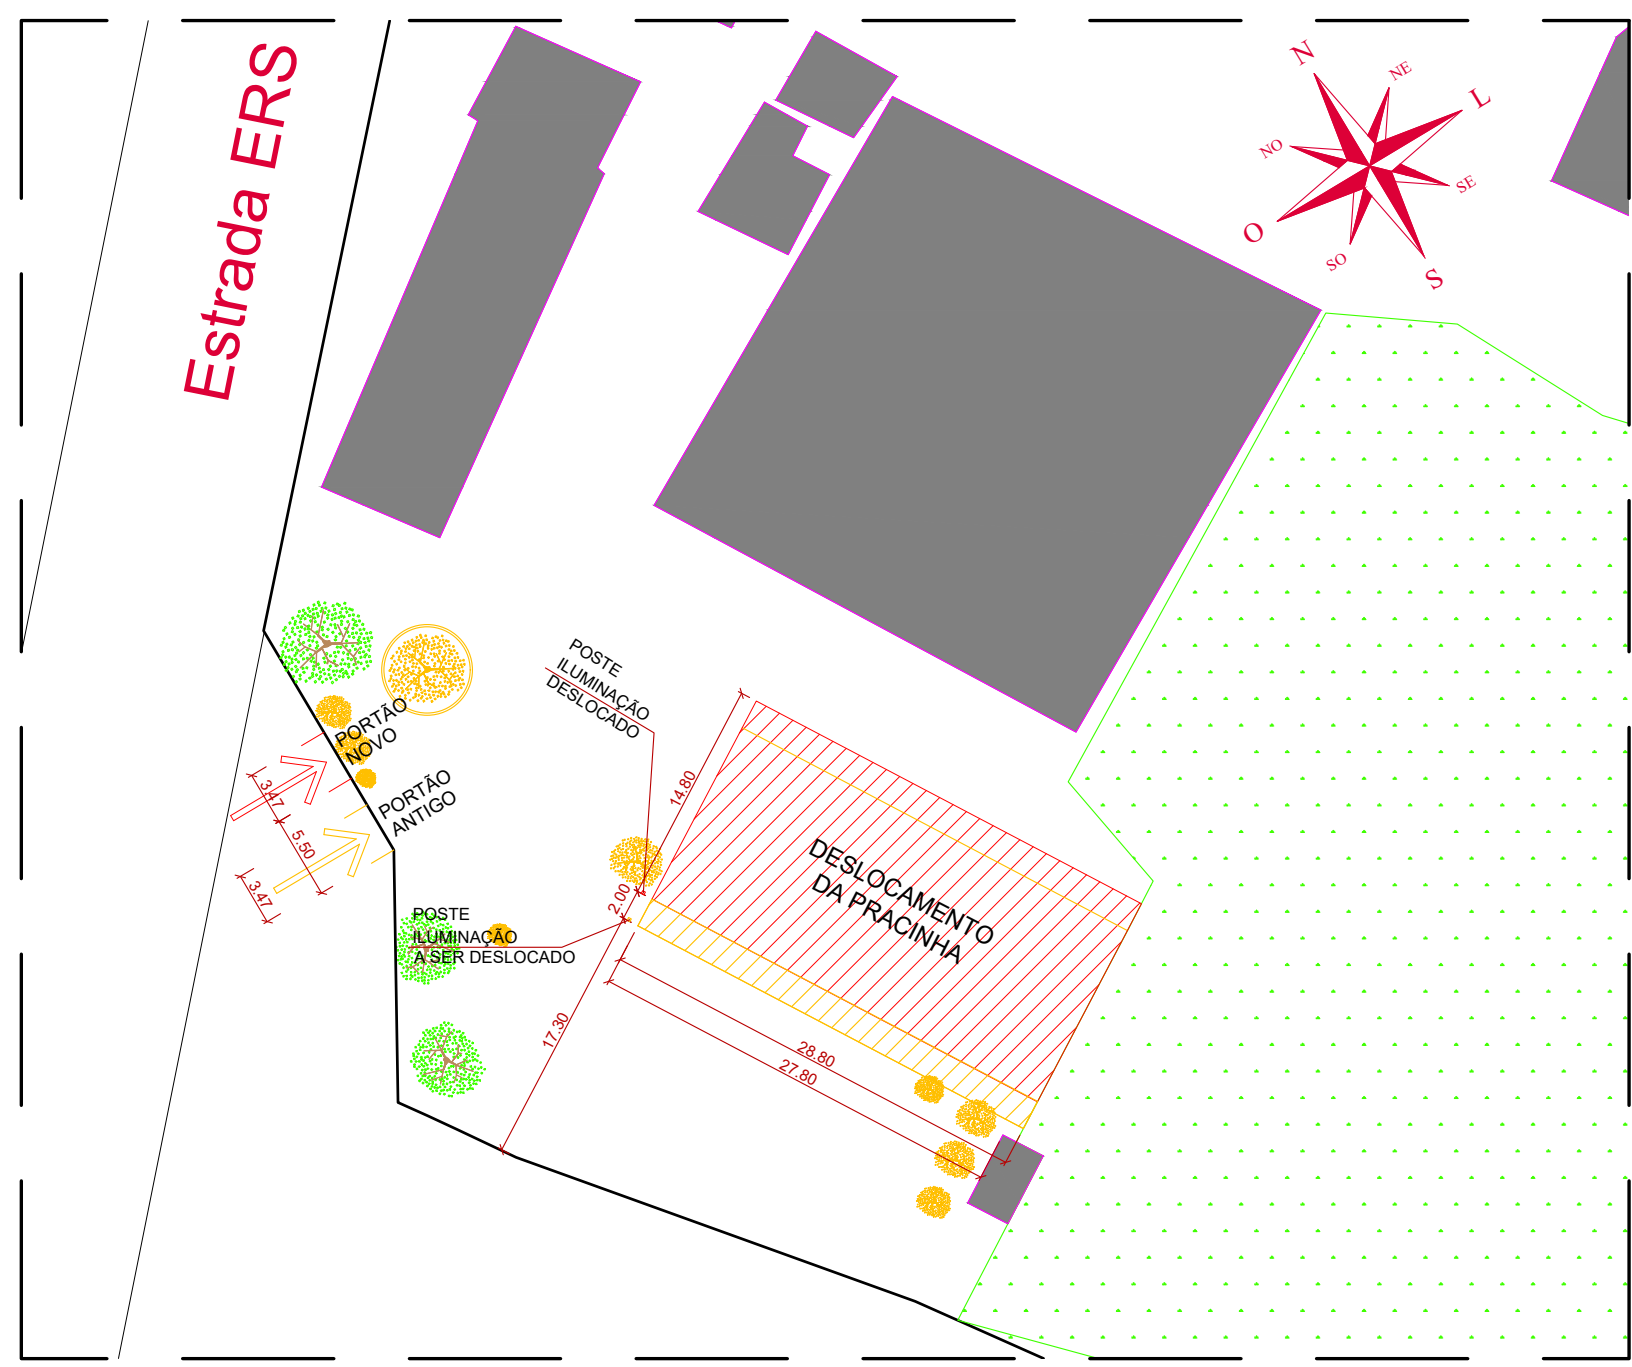 Estrada ERS
N
NE
L
NO
SE
O
SO
S
POSTE
ILUMINAÇÃO
DESLOCADO
PORTÃO
NOVO
PORTÃO
ANTIGO
3.47
5.50
3.47
14.80
2.00
DESLOCAMENTO
DA PRACINHA
POSTE
ILUMINAÇÃO
A SER DESLOCADO
17.30
28.80
27.80